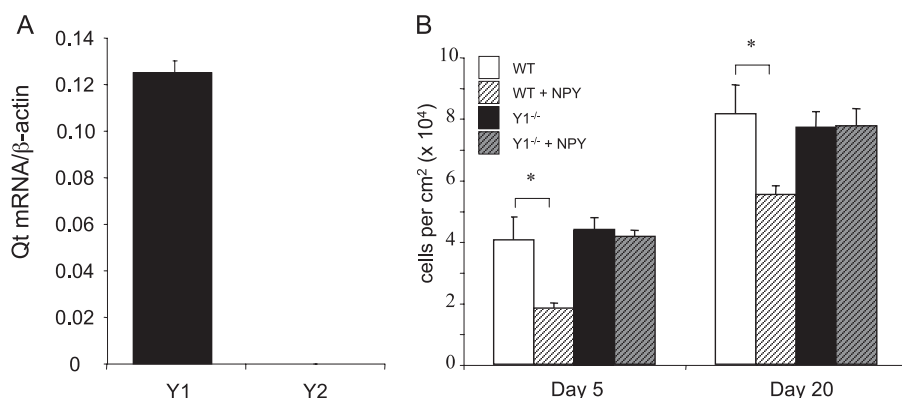 A
Qt mRNA/β-actin
0.14
0.12
0.10
0.08
0.06
0.04
0.02
0
Y1 Y2
B
cells per cm² (x 10⁴)
10
8
6
4
2
0
WT
WT + NPY
Y1⁻/⁻
Y1⁻/⁻ + NPY
*
*
Day 5 Day 20